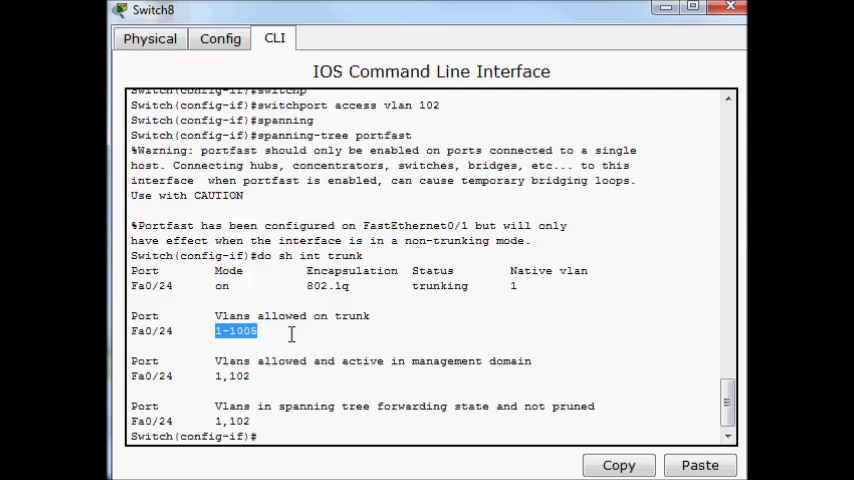 Switch8
Physical Config CLI
IOS Command Line Interface
Switch(config-if)#switchp
Switch(config-if)#switchport access vlan 102
Switch(config-if)#spanning
Switch(config-if)#spanning-tree portfast
%Warning: portfast should only be enabled on ports connected to a single
host. Connecting hubs, concentrators, switches, bridges, etc... to this
interface  when portfast is enabled, can cause temporary bridging loops.
Use with CAUTION
%Portfast has been configured on FastEthernet0/1 but will only
have effect when the interface is in a non-trunking mode.
Switch(config-if)#do sh int trunk
Port Mode Encapsulation Status Native vlan
Fa0/24 on 802.1q trunking 1
Port Vlans allowed on trunk
Fa0/24 1-1005
Port Vlans allowed and active in management domain
Fa0/24 1,102
Port Vlans in spanning tree forwarding state and not pruned
Fa0/24 1,102
Switch(config-if)#
Copy Paste